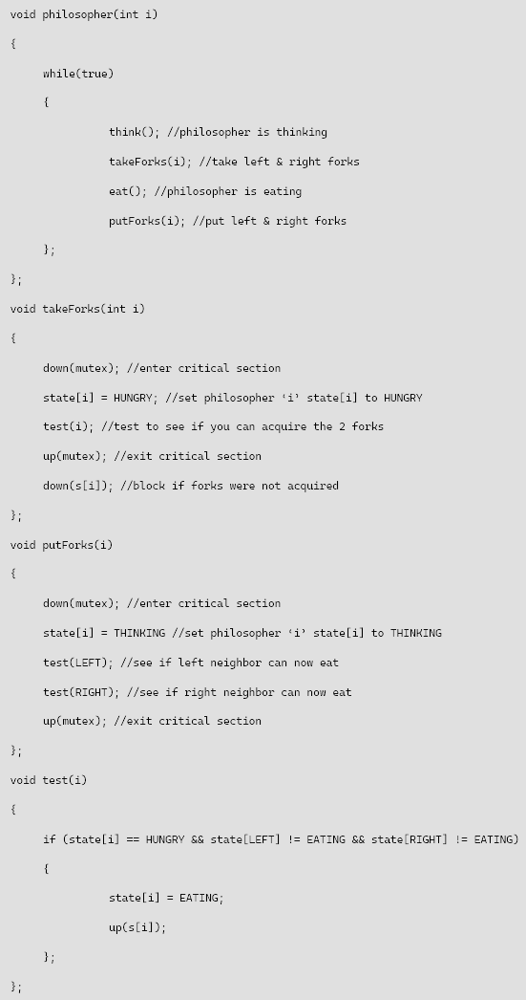 void philosopher(int i)
{
while(true)
{
think(); //philosopher is thinking
takeForks(i); //take left & right forks
eat(); //philosopher is eating
putForks(i); //put left & right forks
};
};
void takeForks(int i)
{
down(mutex); //enter critical section
state[i] = HUNGRY; //set philosopher ‘i’ state[i] to HUNGRY
test(i); //test to see if you can acquire the 2 forks
up(mutex); //exit critical section
down(s[i]); //block if forks were not acquired
};
void putForks(i)
{
down(mutex); //enter critical section
state[i] = THINKING //set philosopher ‘i’ state[i] to THINKING
test(LEFT); //see if left neighbor can now eat
test(RIGHT); //see if right neighbor can now eat
up(mutex); //exit critical section
};
void test(i)
{
if (state[i] == HUNGRY && state[LEFT] != EATING && state[RIGHT] != EATING)
{
state[i] = EATING;
up(s[i]);
};
};